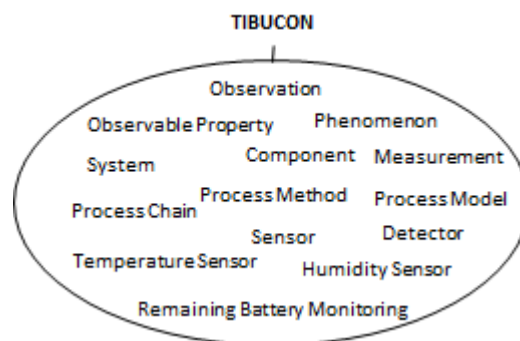 TIBUCON
Observation
Observable Property Phenomenon
System Component Measurement
Process Chain Process Method Process Model
Sensor Detector
Temperature Sensor Humidity Sensor
Remaining Battery Monitoring